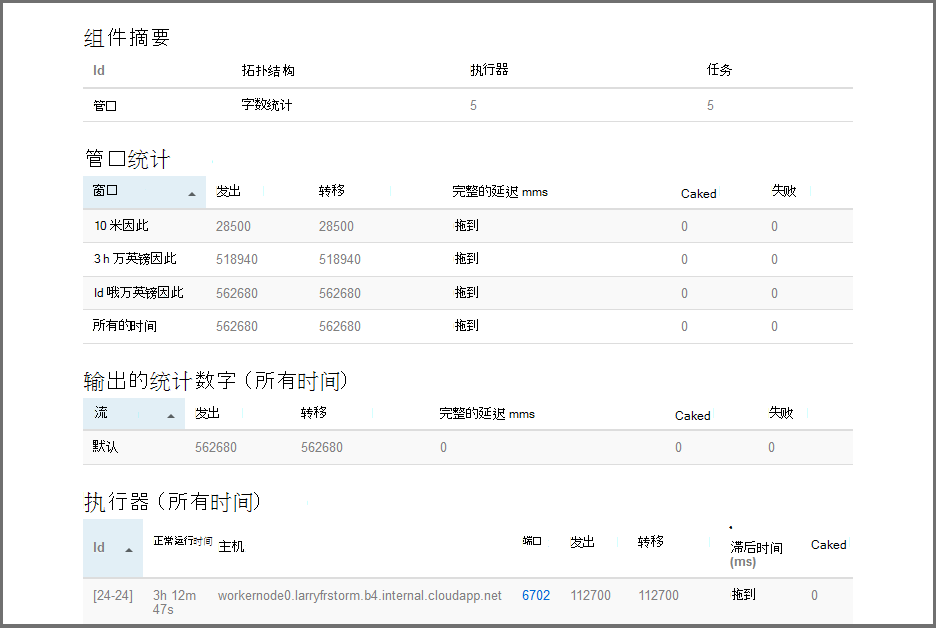 组件摘要
Id 拓扑结构 执行器 任务
管口 字数统计 5 5
管口统计
窗口 发出 转移 完整的延迟 mms Caked 失败
10 米因此 28500 28500 拖到 0 0
3 h 万英镑因此 518940 518940 拖到 0 0
Id 哦万英镑因此 562680 562680 拖到 0 0
所有的时间 562680 562680 拖到 0 0
输出的统计数字 (所有时间)
流 发出 转移 完整的延迟 mms Caked 失败
默认 562680 562680 0 0 0
执行器 (所有时间)
Id 正常运行时间 主机 端口 发出 转移 滞后时间 Caked
(ms)
[24-24] 3h 12m workernode0.larryfrstorm.b4.internal.cloudapp.net 6702 112700 112700 拖到 0
47s